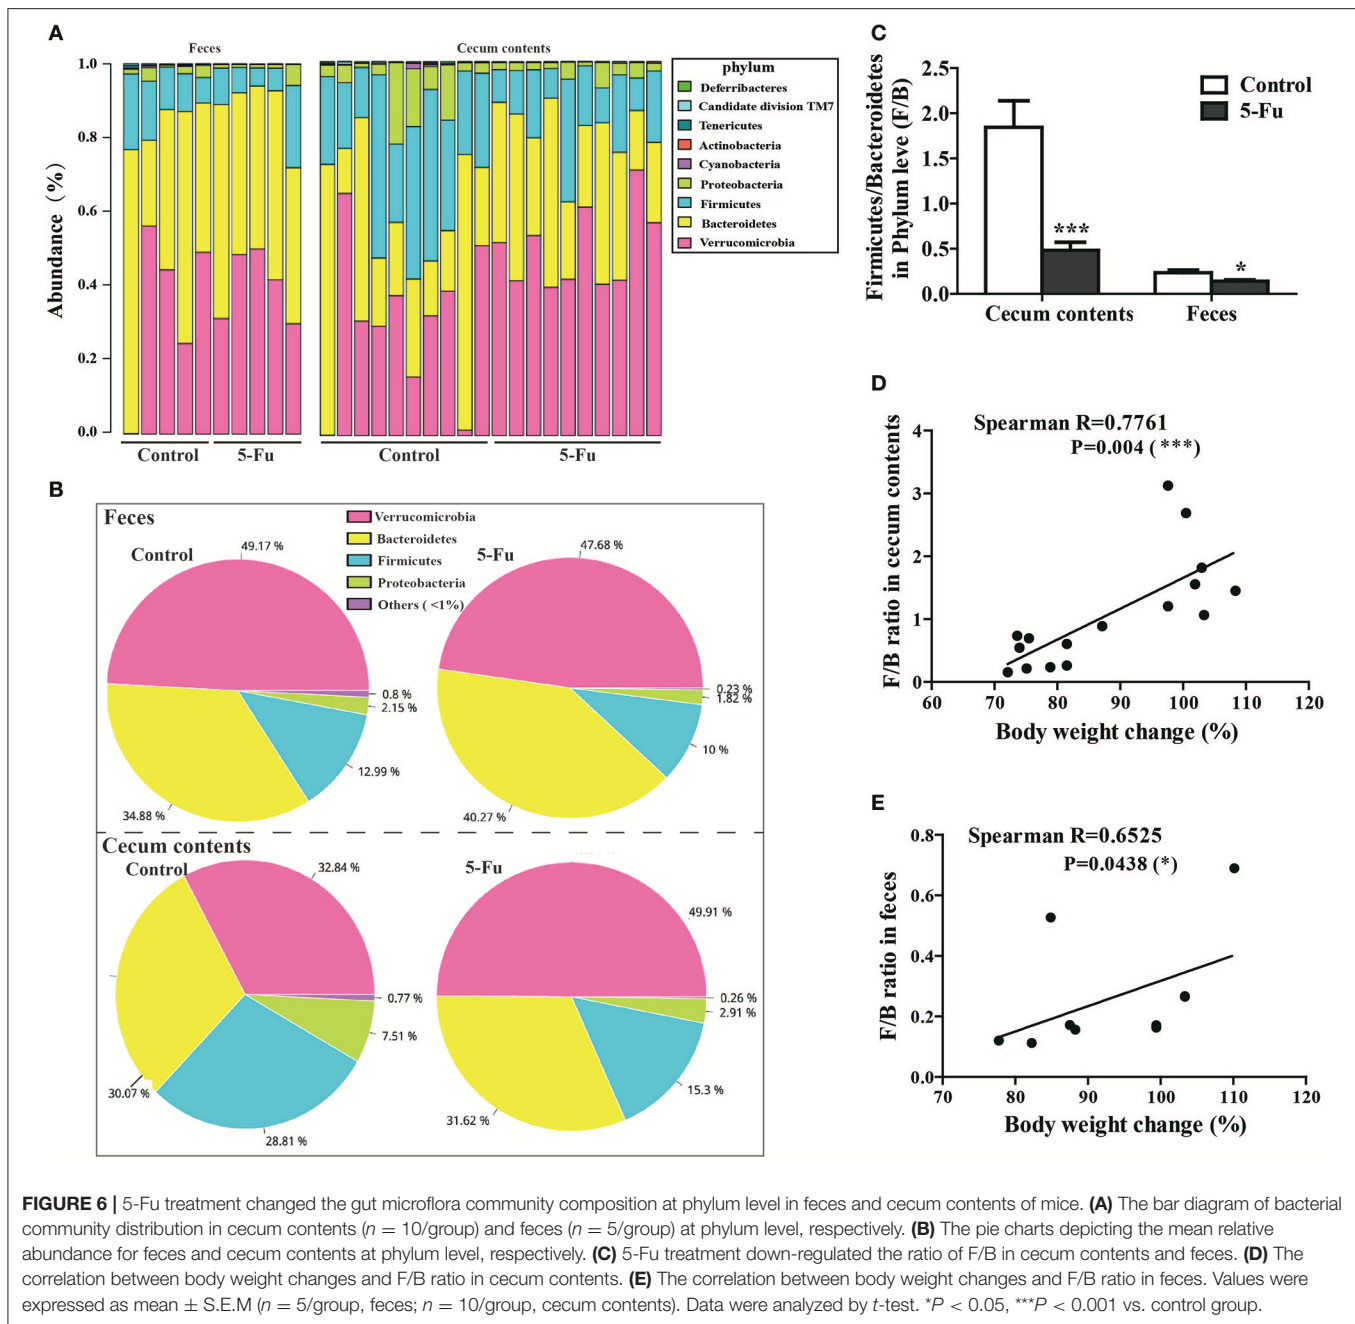 A
Feces
Cecum contents
1.0
0.8
0.6
0.4
0.2
0.0
Abundance (%)
Control
5-Fu
Control
5-Fu
phylum
Deferribacteres
Candidate division TM7
Tenericutes
Actinobacteria
Cyanobacteria
Proteobacteria
Firmicutes
Bacteroidetes
Verrucomicrobia
B
Feces
Verrucomicrobia
Bacteroidetes
Firmicutes
Proteobacteria
Others ( <1%)
Control
49.17 %
0.8 %
2.15 %
12.99 %
34.88 %
5-Fu
47.68 %
0.23 %
1.82 %
10 %
40.27 %
Cecum contents
Control
32.84 %
0.77 %
7.51 %
28.81 %
30.07 %
5-Fu
49.91 %
0.26 %
2.91 %
15.3 %
31.62 %
C
Firmicutes/Bacteroidetes
in Phylum leve (F/B)
2.5
2.0
1.5
1.0
0.5
0.0
Control
5-Fu
***
*
Cecum contents
Feces
D
Spearman R=0.7761
P=0.004 (***)
F/B ratio in cecum contents
4
3
2
1
0
60 70 80 90 100 110 120
Body weight change (%)
E
Spearman R=0.6525
P=0.0438 (*)
F/B ratio in feces
0.8
0.6
0.4
0.2
0.0
70 80 90 100 110 120
Body weight change (%)
FIGURE 6 | 5-Fu treatment changed the gut microflora community composition at phylum level in feces and cecum contents of mice. (A) The bar diagram of bacterial
community distribution in cecum contents (n = 10/group) and feces (n = 5/group) at phylum level, respectively. (B) The pie charts depicting the mean relative
abundance for feces and cecum contents at phylum level, respectively. (C) 5-Fu treatment down-regulated the ratio of F/B in cecum contents and feces. (D) The
correlation between body weight changes and F/B ratio in cecum contents. (E) The correlation between body weight changes and F/B ratio in feces. Values were
expressed as mean ± S.E.M (n = 5/group, feces; n = 10/group, cecum contents). Data were analyzed by t-test. *P < 0.05, ***P < 0.001 vs. control group.